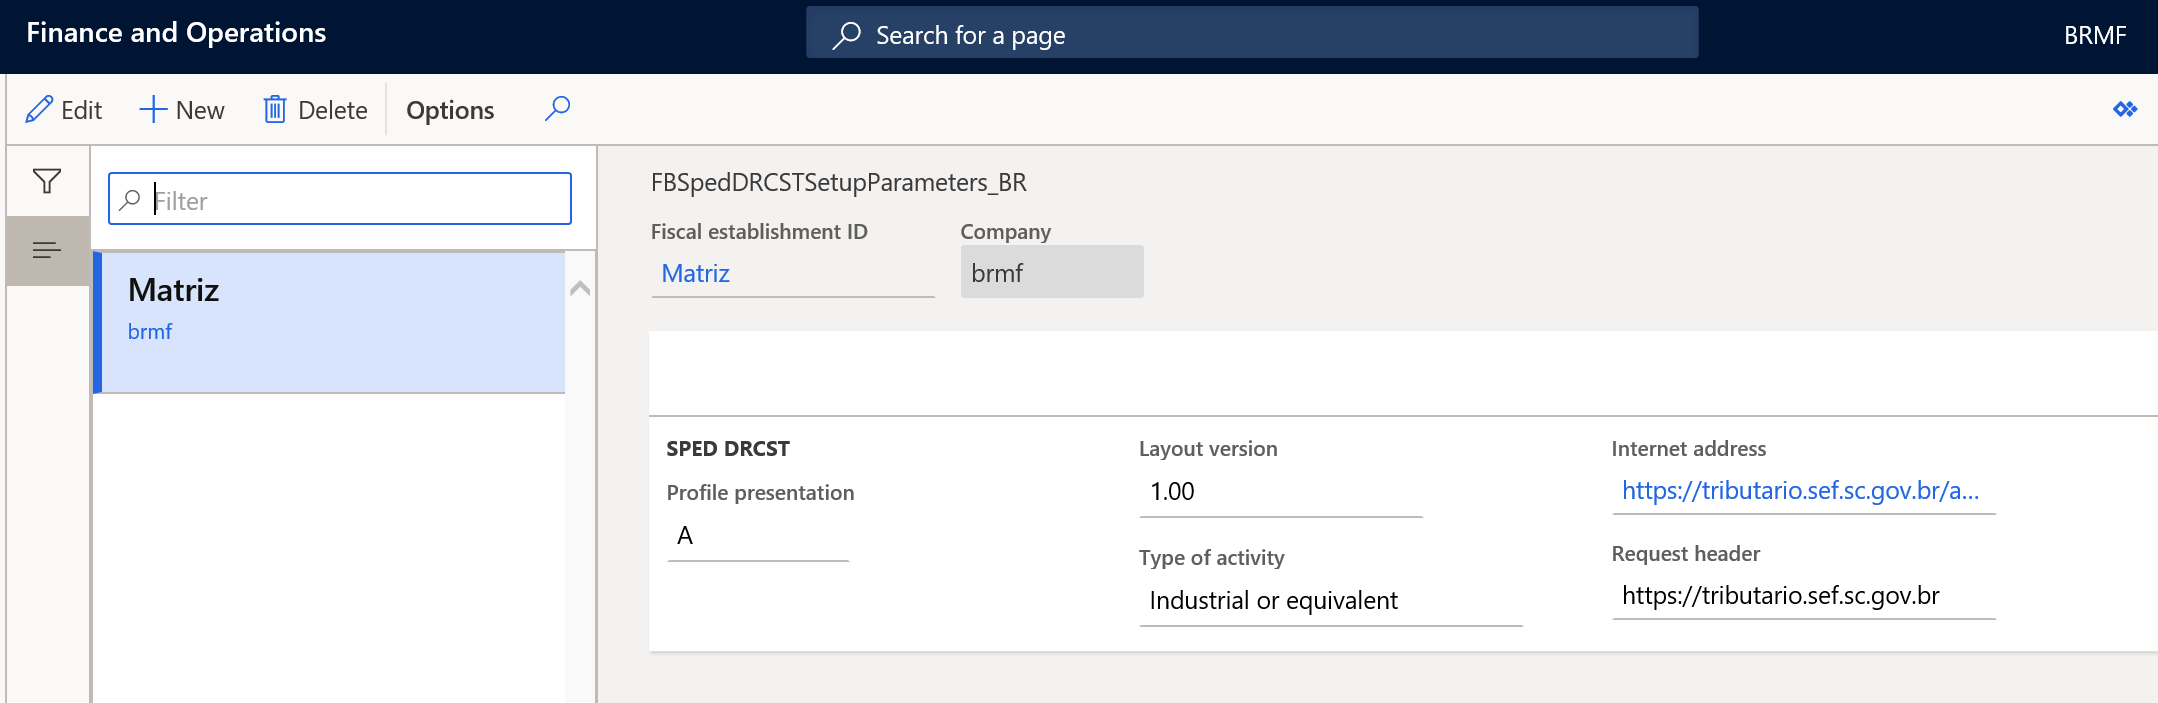 Finance and Operations
Search for a page
BRMF
Edit
New
Delete
Options
Filter
Matriz
brmf
FBSpedDRCSTSetupParameters_BR
Fiscal establishment ID
Company
Matriz
brmf
SPED DRCST
Profile presentation
A
Layout version
1.00
Type of activity
Industrial or equivalent
Internet address
https://tributario.sef.sc.gov.br/a...
Request header
https://tributario.sef.sc.gov.br